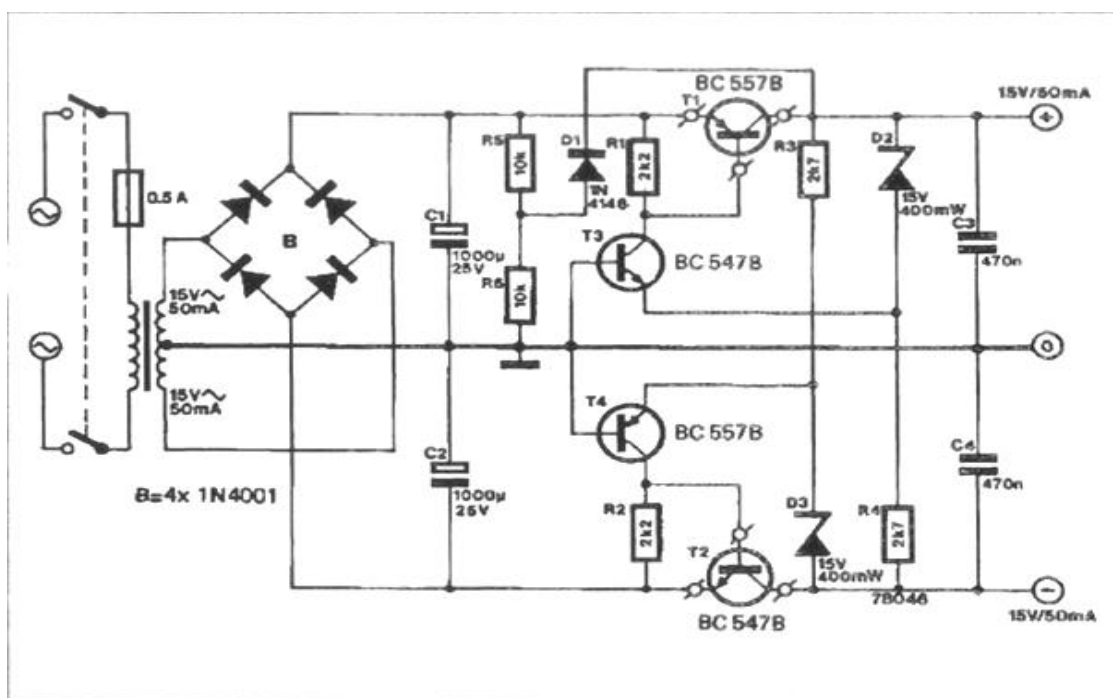 0.5 A
15V~
50mA
15V~
50mA
B
B=4x 1N4001
C1
1000µ
25V
C2
1000µ
25V
R5
10k
R6
10k
D1
1N
4148
R1
2k2
T1
BC 557B
T3
BC 547B
T4
BC 557B
R2
2k2
T2
BC 547B
R3
2k7
D2
15V
400mW
D3
15V
400mW
R4
2k7
78046
C3
470n
C4
470n
15V/50mA
+
0
−
15V/50mA